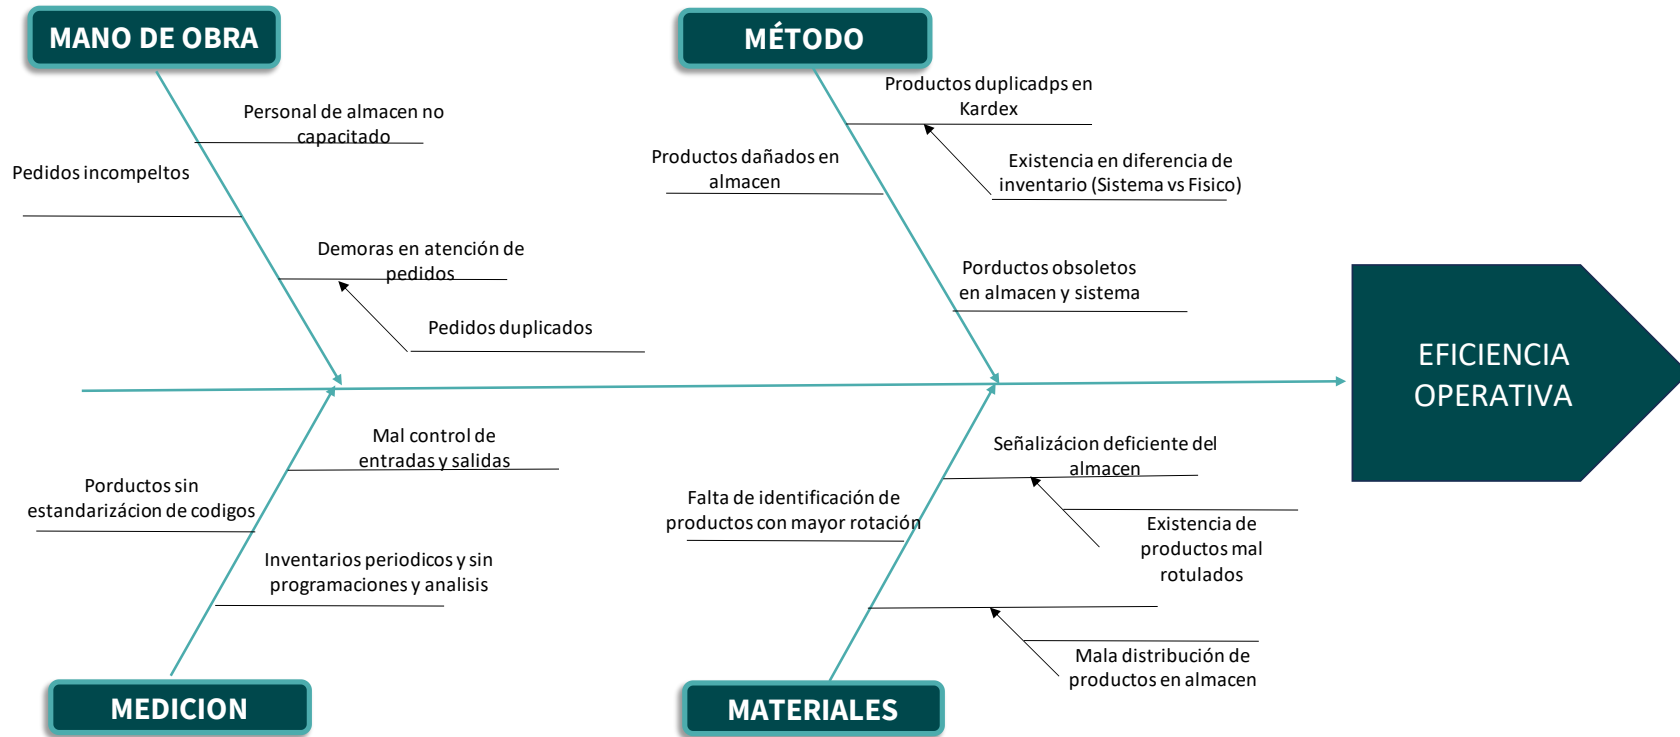 MANO DE OBRA
Personal de almacen no
capacitado
Pedidos incompeltos
Demoras en atención de
pedidos
Pedidos duplicados
MÉTODO
Productos duplicadps en
Kardex
Productos dañados en
almacen
Existencia en diferencia de
inventario (Sistema vs Fisico)
Porductos obsoletos
en almacen y sistema
EFICIENCIA
OPERATIVA
Mal control de
entradas y salidas
Porductos sin
estandarizácion de codigos
Inventarios periodicos y sin
programaciones y analisis
MEDICION
Señalizácion deficiente del
almacen
Falta de identificación de
productos con mayor rotación
Existencia de
productos mal
rotulados
Mala distribución de
productos en almacen
MATERIALES